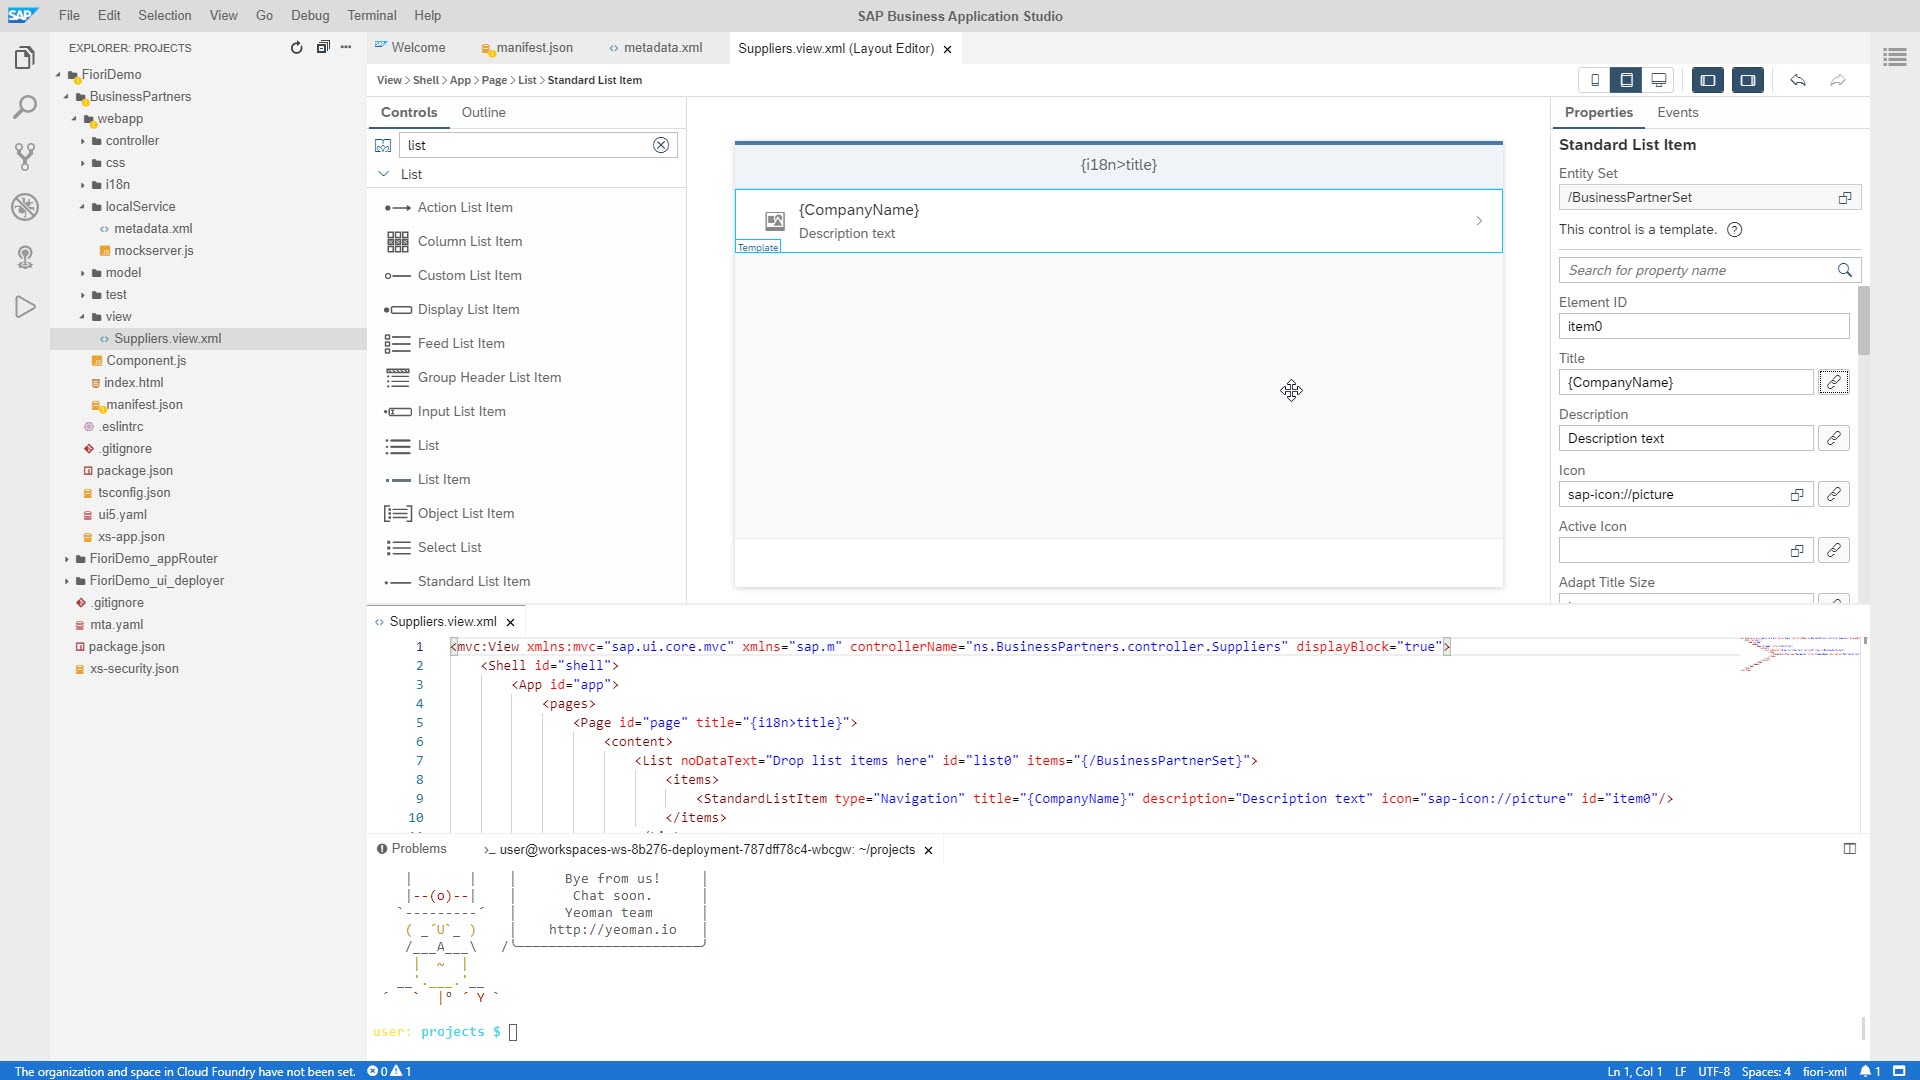 SAP File Edit Selection View Go Debug Terminal Help SAP Business Application Studio
EXPLORER: PROJECTS
FioriDemo
BusinessPartners
webapp
controller
css
i18n
localService
metadata.xml
mockserver.js
model
test
view
Suppliers.view.xml
Component.js
index.html
manifest.json
.eslintrc
.gitignore
package.json
tsconfig.json
ui5.yaml
xs-app.json
FioriDemo_appRouter
FioriDemo_ui_deployer
.gitignore
mta.yaml
package.json
xs-security.json
Welcome manifest.json metadata.xml Suppliers.view.xml (Layout Editor)
View > Shell > App > Page > List > Standard List Item
Controls Outline
list
List
Action List Item
Column List Item
Custom List Item
Display List Item
Feed List Item
Group Header List Item
Input List Item
List
List Item
Object List Item
Select List
Standard List Item
{i18n>title}
{CompanyName}
Description text
Template
Properties Events
Standard List Item
Entity Set
/BusinessPartnerSet
This control is a template.
Search for property name
Element ID
item0
Title
{CompanyName}
Description
Description text
Icon
sap-icon://picture
Active Icon
Adapt Title Size
Suppliers.view.xml
1 <mvc:View xmlns:mvc="sap.ui.core.mvc" xmlns="sap.m" controllerName="ns.BusinessPartners.controller.Suppliers" displayBlock="true">
2 <Shell id="shell">
3 <App id="app">
4 <pages>
5 <Page id="page" title="{i18n>title}">
6 <content>
7 <List noDataText="Drop list items here" id="list0" items="{/BusinessPartnerSet}">
8 <items>
9 <StandardListItem type="Navigation" title="{CompanyName}" description="Description text" icon="sap-icon://picture" id="item0"/>
10 </items>
Problems >_ user@workspaces-ws-8b276-deployment-787dff78c4-wbcgw: ~/projects
Bye from us!
Chat soon.
Yeoman team
http://yeoman.io
user: projects $
The organization and space in Cloud Foundry have not been set. 0 1 Ln 1, Col 1 LF UTF-8 Spaces: 4 fiori-xml 1